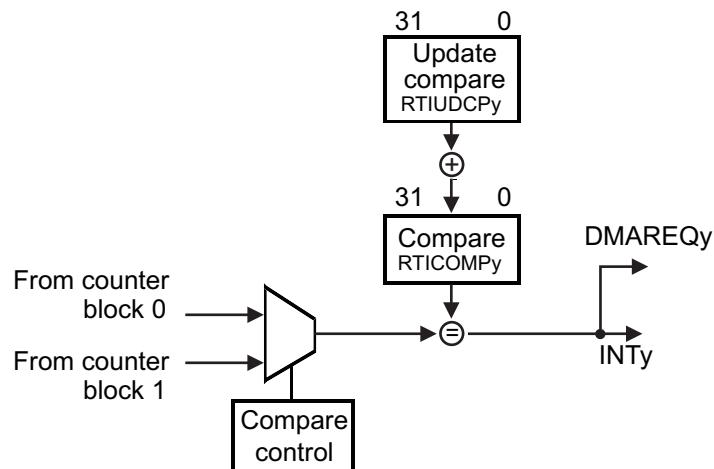 31 0
Update
compare
RTIUDCPy
+
31 0
Compare
RTICOMPy
DMAREQy
From counter
block 0
=
INTy
From counter
block 1
Compare
control